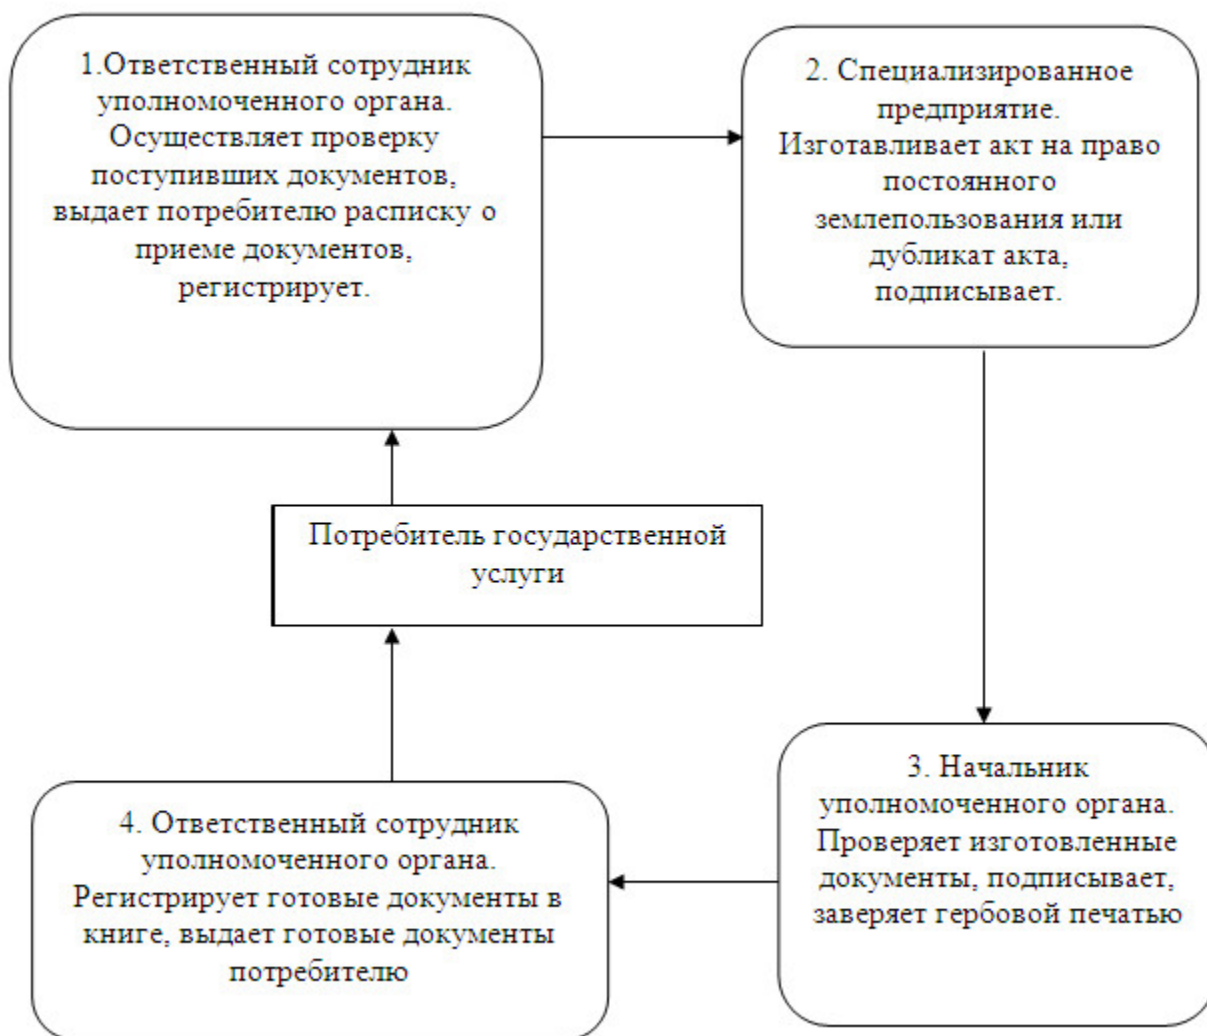 1.Ответственный сотрудник
уполномоченного органа.
Осуществляет проверку
поступивших документов,
выдает потребителю расписку о
приеме документов,
регистрирует.
2. Специализированное
предприятие.
Изготавливает акт на право
постоянного
землепользования или
дубликат акта,
подписывает.
Потребитель государственной
услуги
3. Начальник
уполномоченного органа.
Проверяет изготовленные
документы, подписывает,
заверяет гербовой печатью
4. Ответственный сотрудник
уполномоченного органа.
Регистрирует готовые документы в
книге, выдает готовые документы
потребителю